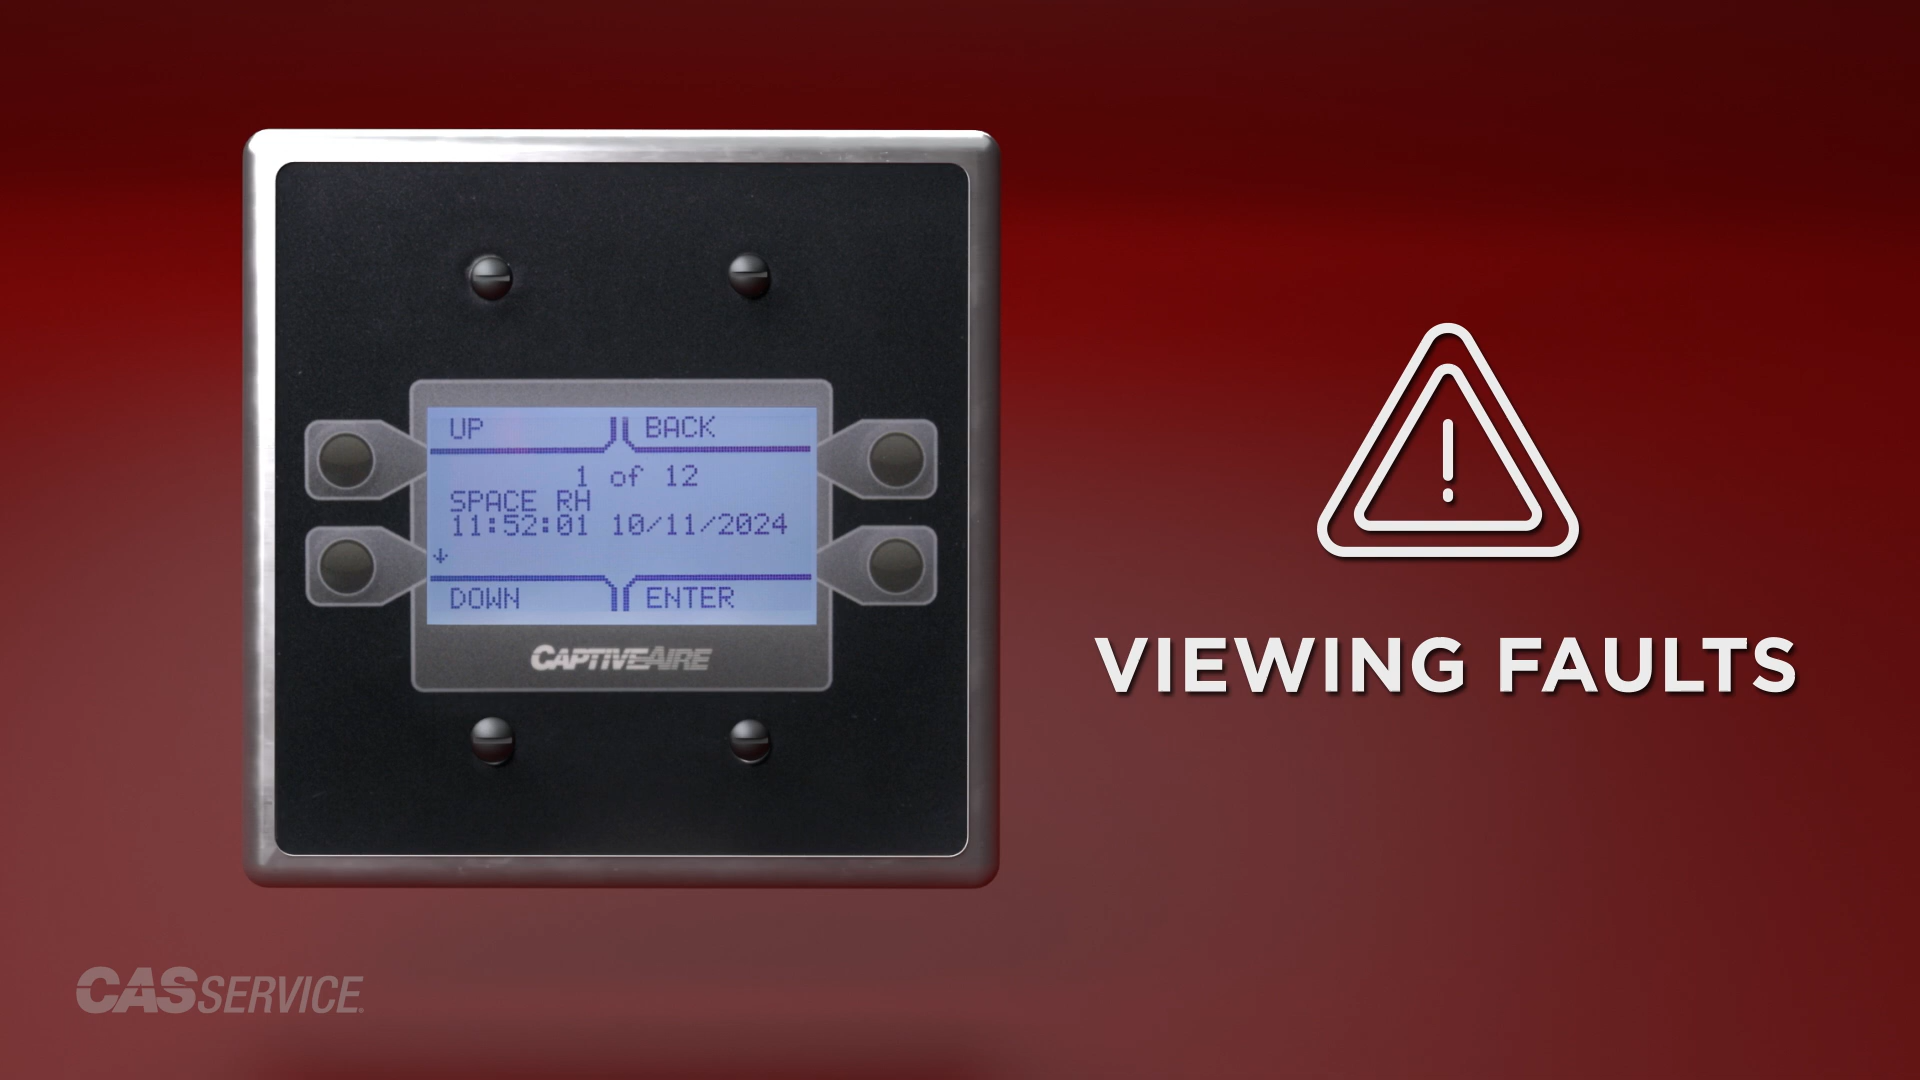 UP
BACK
1 of 12
SPACE RH
11:52:01 10/11/2024
↓
DOWN
ENTER
CAPTIVEAIRE
VIEWING FAULTS
CASSERVICE®